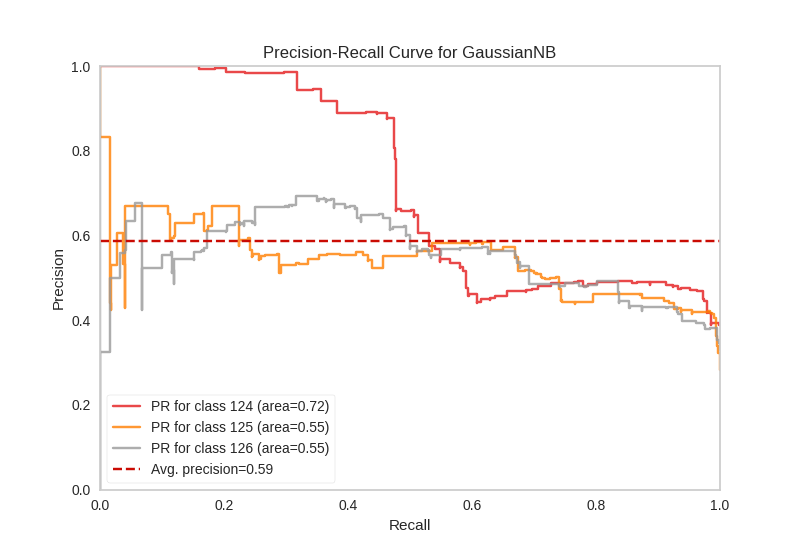 Precision-Recall Curve for GaussianNB
1.0
0.8
0.6
0.4
0.2
0.0
Precision
PR for class 124 (area=0.72)
PR for class 125 (area=0.55)
PR for class 126 (area=0.55)
Avg. precision=0.59
0.0 0.2 0.4 0.6 0.8 1.0
Recall